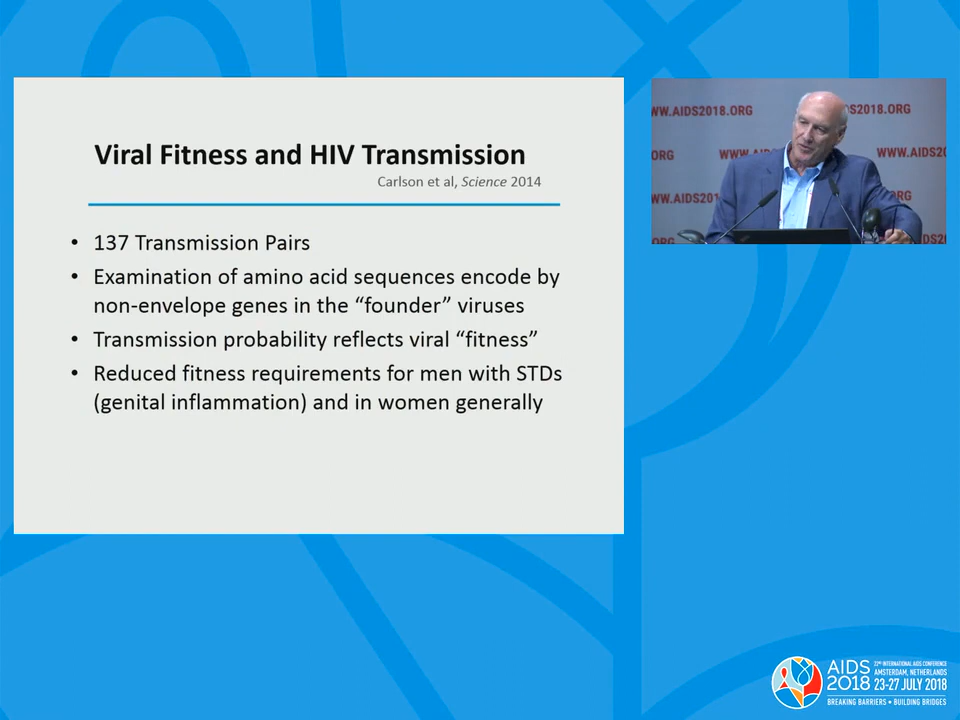 Viral Fitness and HIV Transmission
Carlson et al, Science 2014
• 137 Transmission Pairs
• Examination of amino acid sequences encode by
non-envelope genes in the “founder” viruses
• Transmission probability reflects viral “fitness”
• Reduced fitness requirements for men with STDs
(genital inflammation) and in women generally
WW.AIDS2018.ORG
DS2018.ORG
ORG
WWW.A
WWW.AIDS20
WW.AIDS201
RG
ORG
DS20
AIDS
2018
22ND INTERNATIONAL AIDS CONFERENCE
AMSTERDAM, NETHERLANDS
23-27 JULY 2018
BREAKING BARRIERS • BUILDING BRIDGES